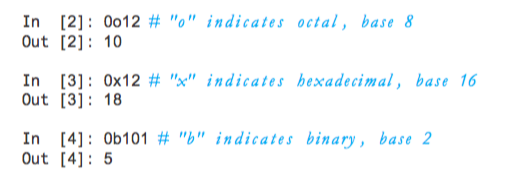 In [2]: 0o12 # "o" indicates octal, base 8
Out [2]: 10
In [3]: 0x12 # "x" indicates hexadecimal, base 16
Out [3]: 18
In [4]: 0b101 # "b" indicates binary, base 2
Out [4]: 5